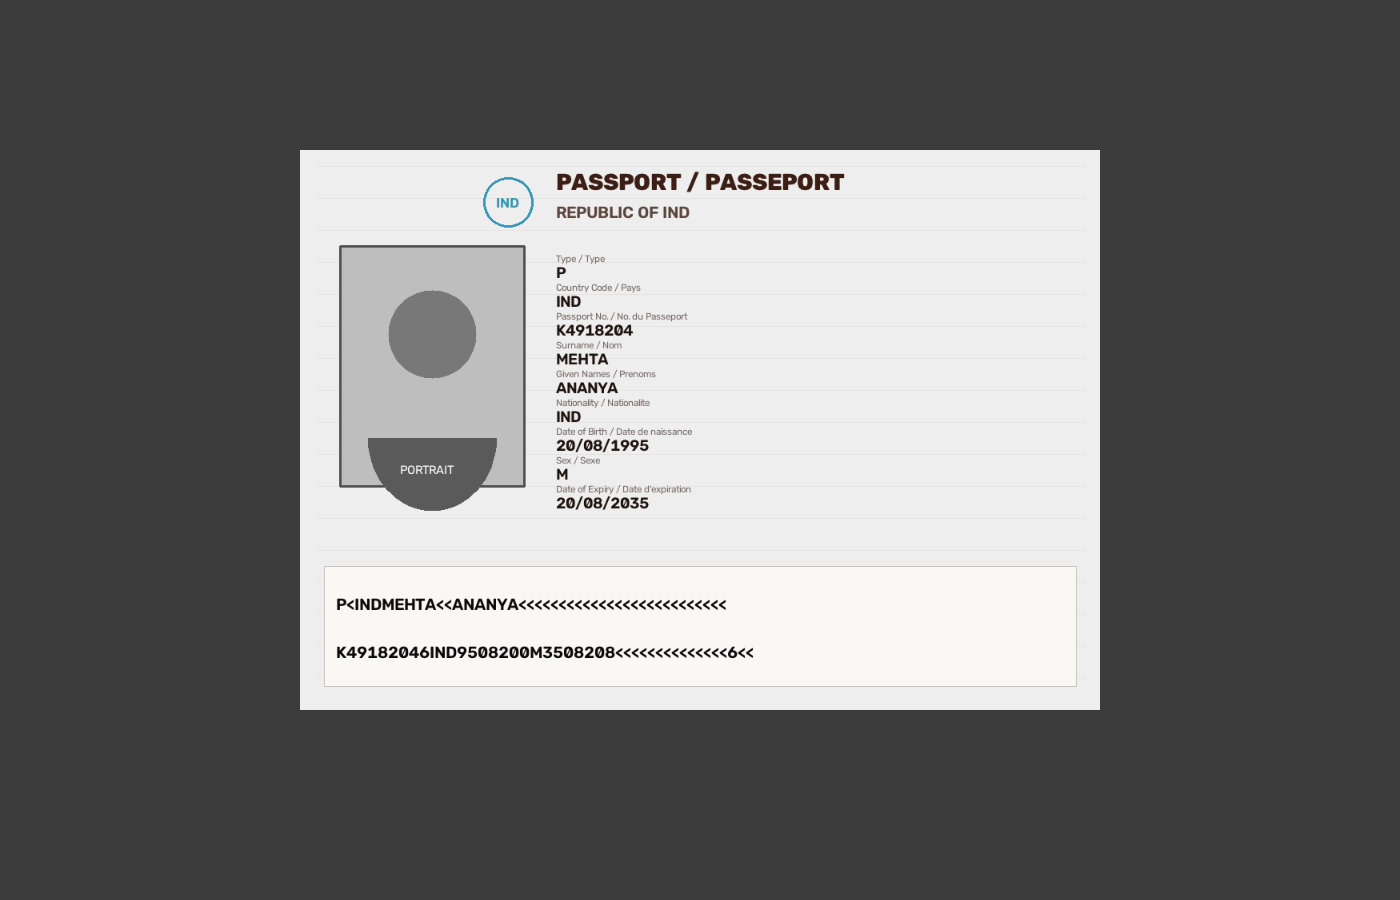 IND
PASSPORT / PASSEPORT
REPUBLIC OF IND
Type / Type
P
Country Code / Pays
IND
Passport No. / No. du Passeport
K4918204
Surname / Nom
MEHTA
Given Names / Prenoms
ANANYA
Nationality / Nationalite
IND
Date of Birth / Date de naissance
20/08/1995
Sex / Sexe
M
Date of Expiry / Date d'expiration
20/08/2035
PORTRAIT
P<INDMEHTA<<ANANYA<<<<<<<<<<<<<<<<<<<<<<<<<<
K49182046IND9508200M3508208<<<<<<<<<<<<<<6<<